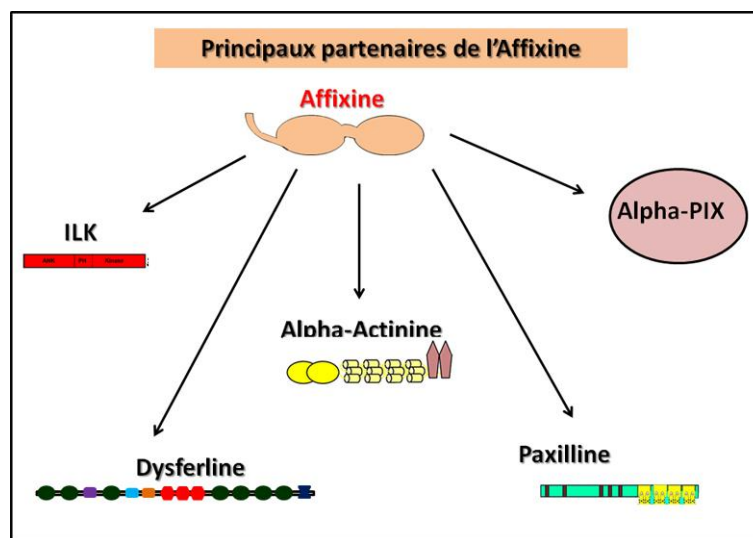 Principaux partenaires de l'Affixine
Affixine
Alpha-PIX
ILK
Alpha-Actinine
Dysferline
Paxilline